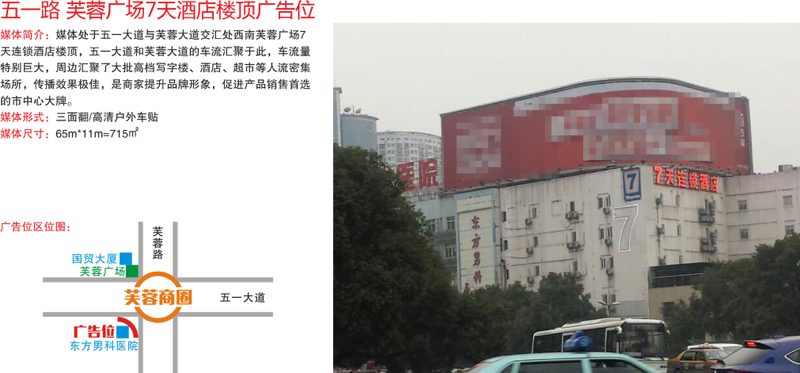 五一路 芙蓉广场7天酒店楼顶广告位
媒体简介：媒体处于五一大道与芙蓉大道交汇处西南芙蓉广场7
天连锁酒店楼顶，五一大道和芙蓉大道的车流汇聚于此，车流量
特别巨大，周边汇聚了大批高档写字楼、酒店、超市等人流密集
场所，传播效果极佳，是商家提升品牌形象，促进产品销售首选
的市中心大牌。
媒体形式：三面翻/高清户外车贴
媒体尺寸：65m*11m=715㎡
广告位区位图：
芙蓉路
国贸大厦
芙蓉广场
芙蓉商圈
五一大道
广告位
东方男科医院
医院
7天连锁酒店
7
7
东方男科